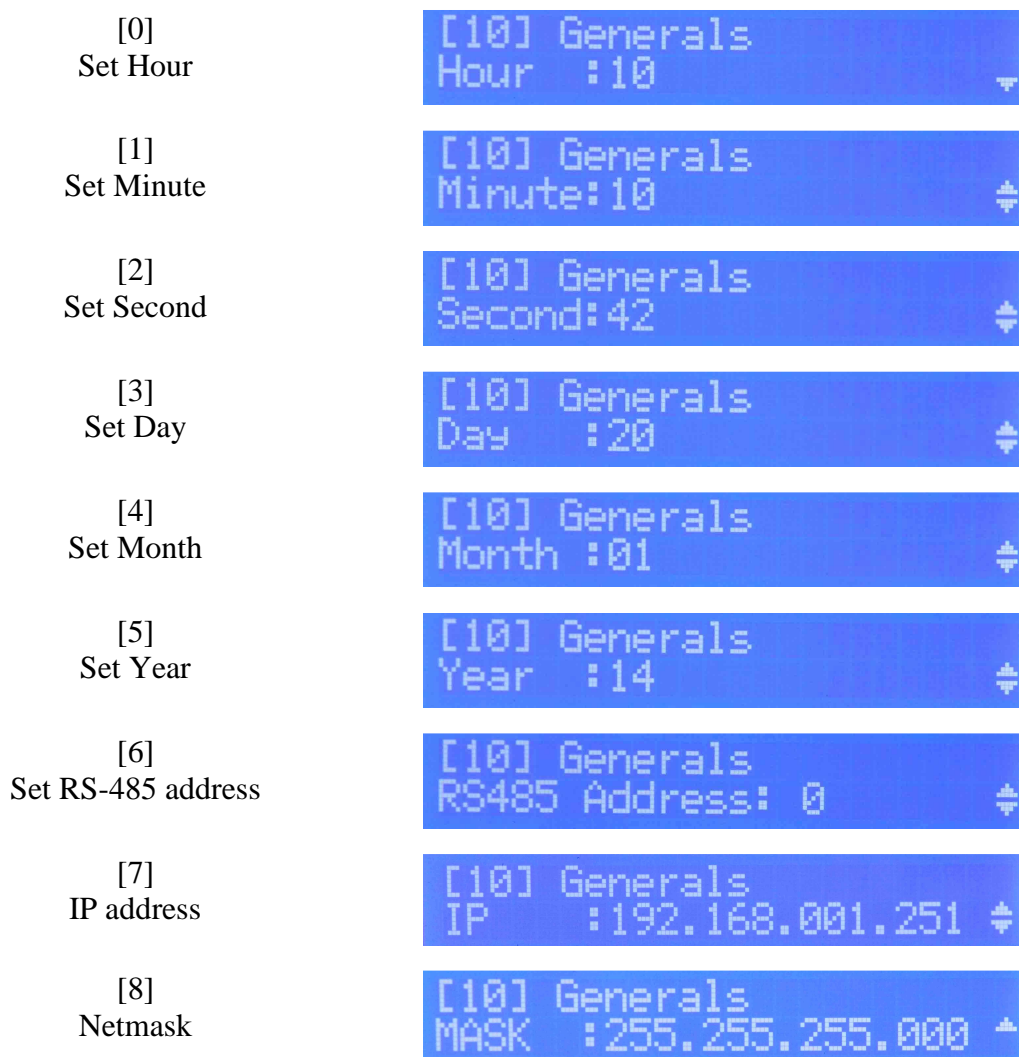 [0]
Set Hour
[10] Generals
Hour :10
[1]
Set Minute
[10] Generals
Minute:10
[2]
Set Second
[10] Generals
Second:42
[3]
Set Day
[10] Generals
Day :20
[4]
Set Month
[10] Generals
Month :01
[5]
Set Year
[10] Generals
Year :14
[6]
Set RS-485 address
[10] Generals
RS485 Address: 0
[7]
IP address
[10] Generals
IP :192.168.001.251
[8]
Netmask
[10] Generals
MASK :255.255.255.000